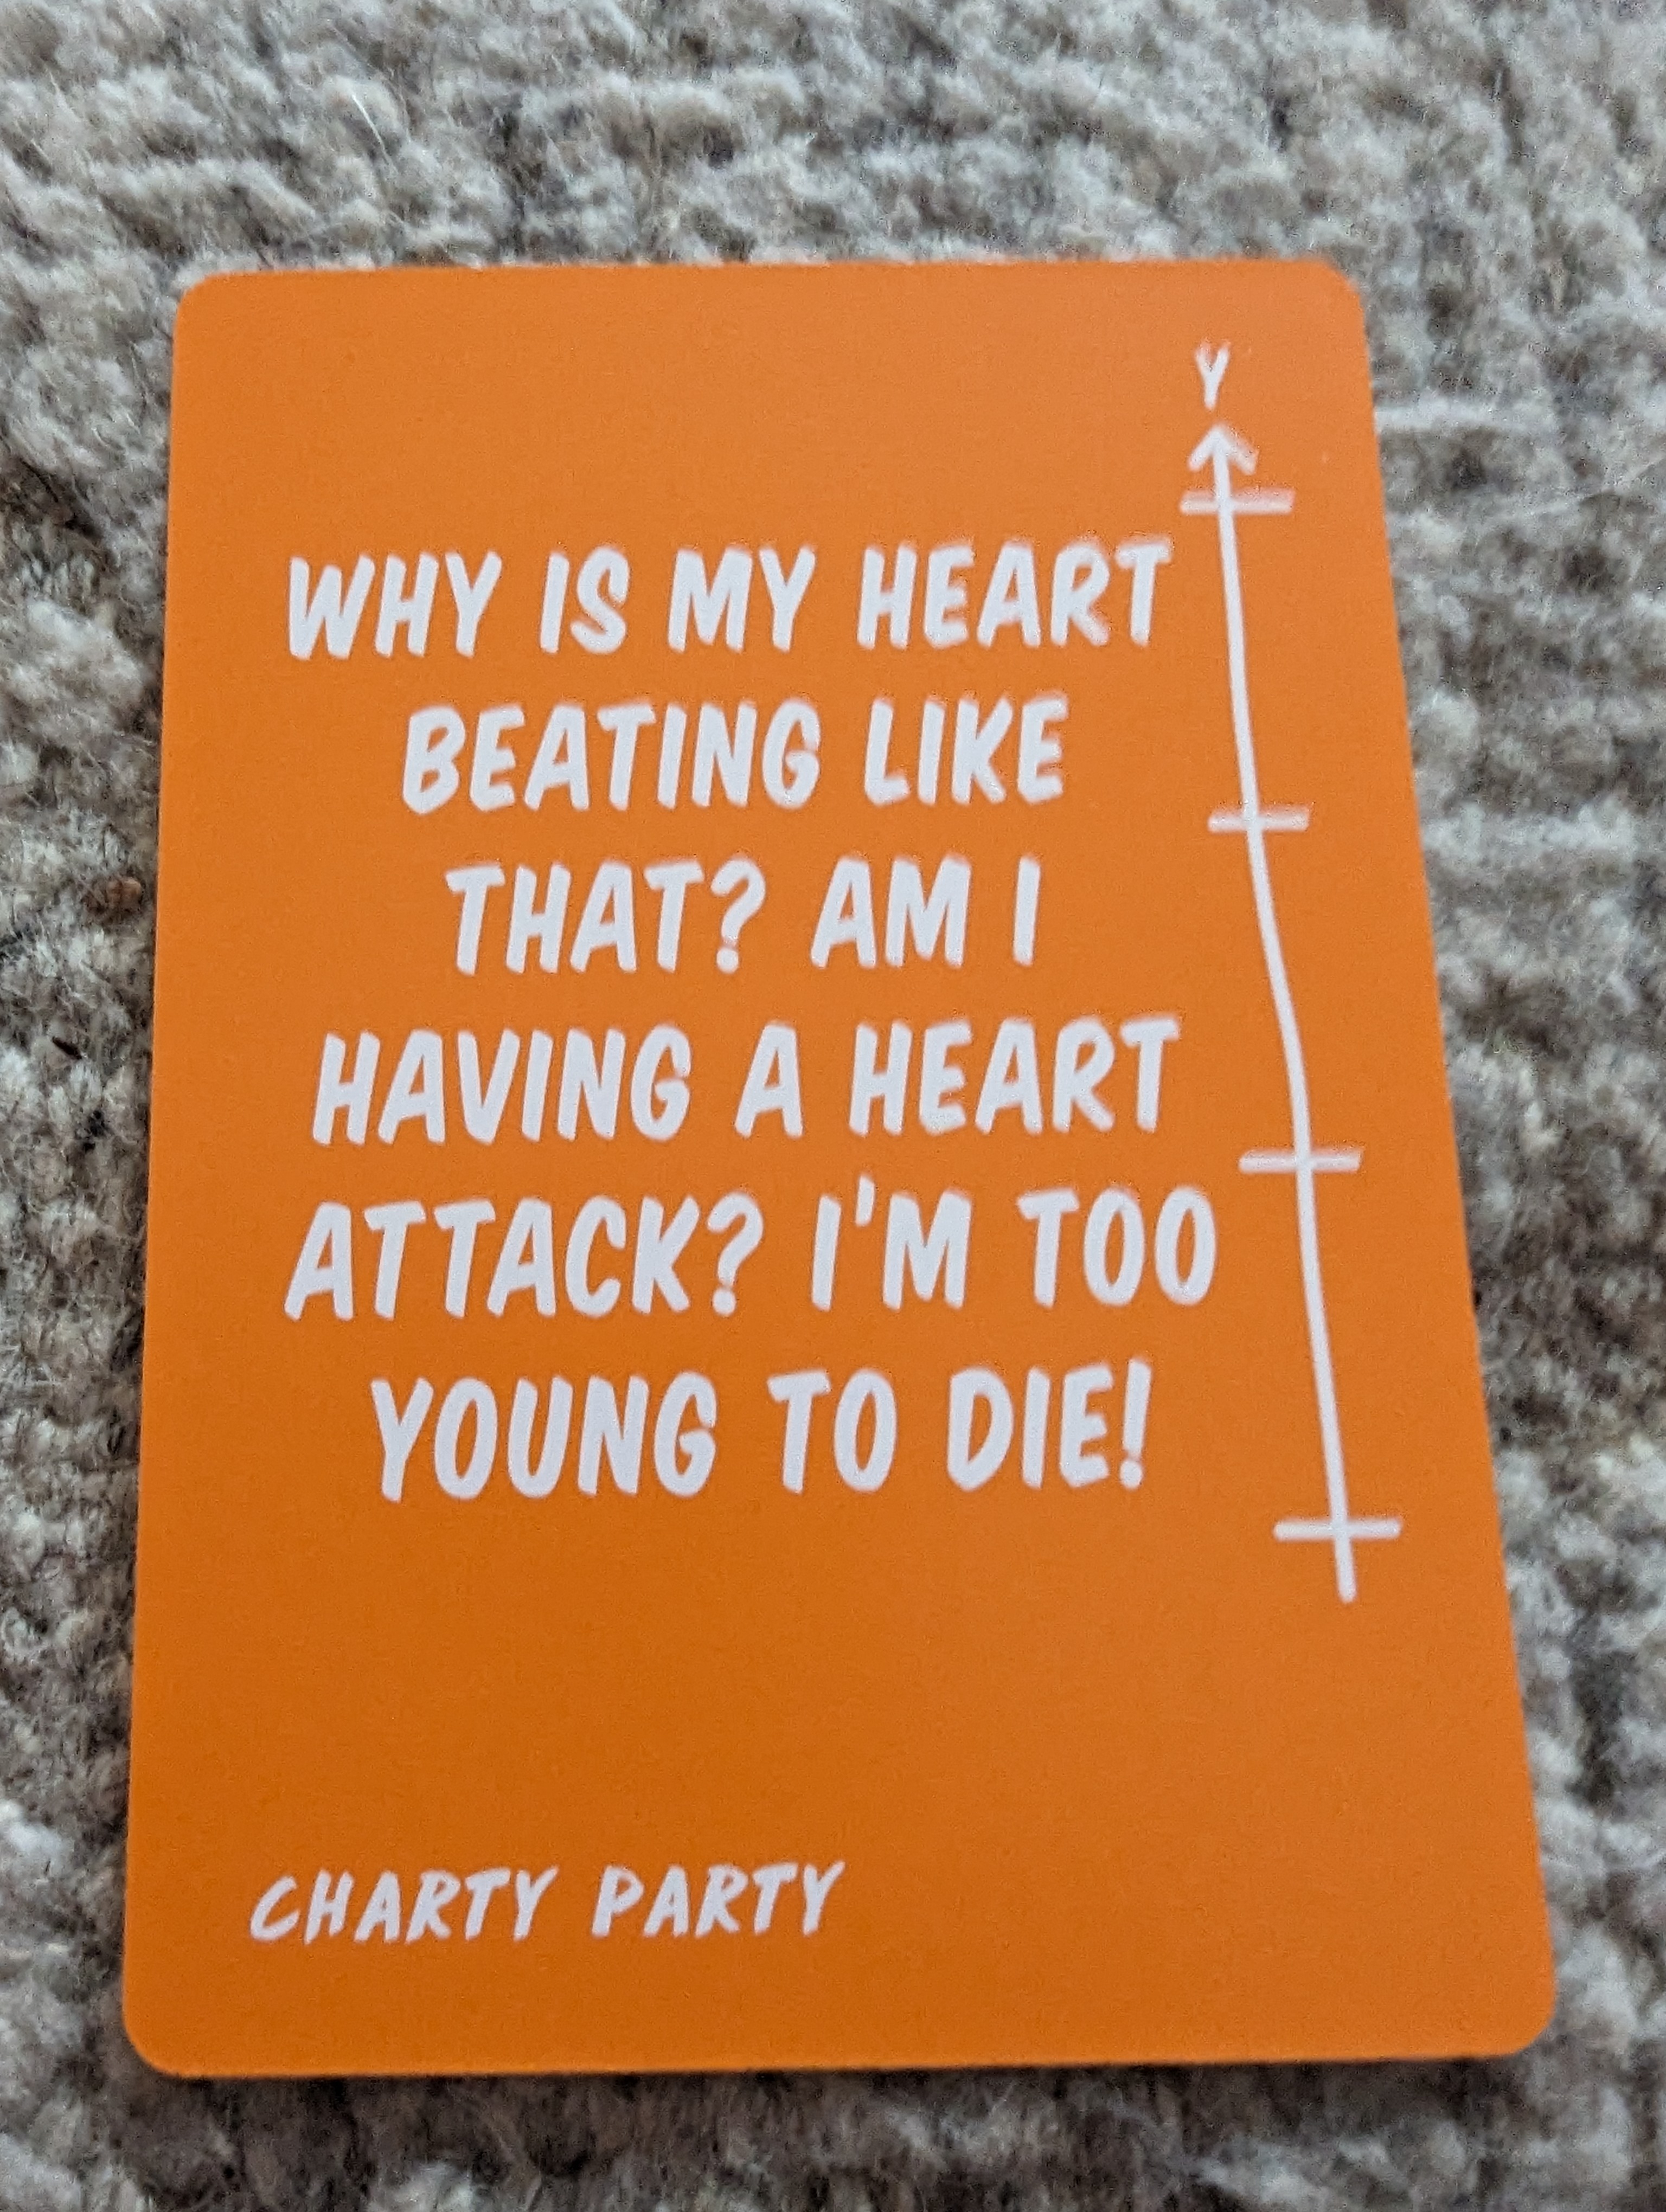 Y
WHY IS MY HEART
BEATING LIKE
THAT? AM I
HAVING A HEART
ATTACK? I'M TOO
YOUNG TO DIE!
CHARTY PARTY